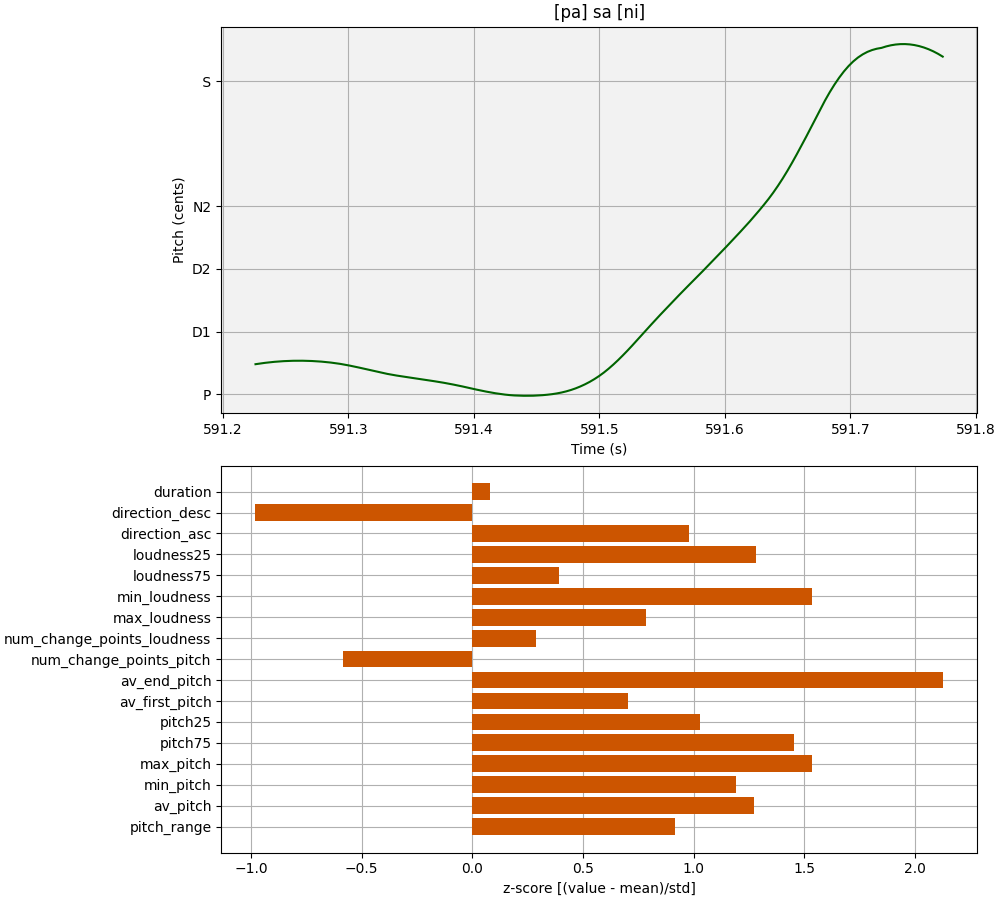 [pa] sa [ni]
S
N2
D2
D1
P
Pitch (cents)
591.2 591.3 591.4 591.5 591.6 591.7 591.8
Time (s)
duration
direction_desc
direction_asc
loudness25
loudness75
min_loudness
max_loudness
num_change_points_loudness
num_change_points_pitch
av_end_pitch
av_first_pitch
pitch25
pitch75
max_pitch
min_pitch
av_pitch
pitch_range
−1.0 −0.5 0.0 0.5 1.0 1.5 2.0
z-score [(value - mean)/std]